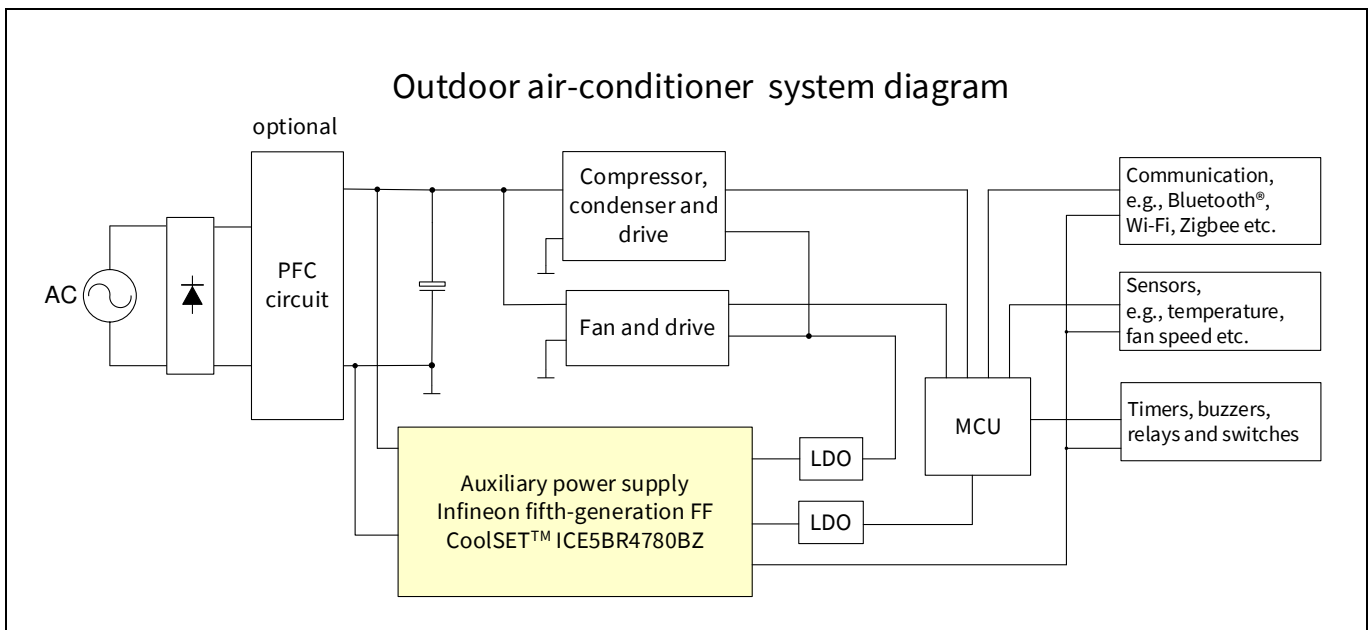 Outdoor air-conditioner system diagram
optional
AC
PFC
circuit
Compressor,
condenser and
drive
Fan and drive
Auxiliary power supply
Infineon fifth-generation FF
CoolSET™ ICE5BR4780BZ
LDO
LDO
MCU
Communication,
e.g., Bluetooth®,
Wi-Fi, Zigbee etc.
Sensors,
e.g., temperature,
fan speed etc.
Timers, buzzers,
relays and switches